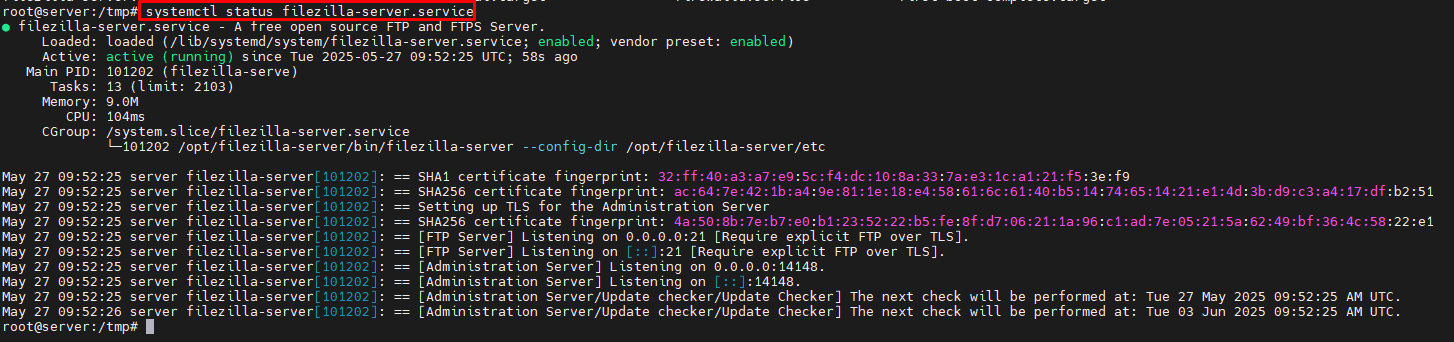 root@server:/tmp# systemctl status filezilla-server.service
● filezilla-server.service - A free open source FTP and FTPS Server.
Loaded: loaded (/lib/systemd/system/filezilla-server.service; enabled; vendor preset: enabled)
Active: active (running) since Tue 2025-05-27 09:52:25 UTC; 58s ago
Main PID: 101202 (filezilla-serve)
Tasks: 13 (limit: 2103)
Memory: 9.0M
CPU: 104ms
CGroup: /system.slice/filezilla-server.service
└─101202 /opt/filezilla-server/bin/filezilla-server --config-dir /opt/filezilla-server/etc
May 27 09:52:25 server filezilla-server[101202]: == SHA1 certificate fingerprint: 32:ff:40:a3:a7:e9:5c:f4:dc:10:8a:33:7a:e3:1c:a1:21:f5:3e:f9
May 27 09:52:25 server filezilla-server[101202]: == SHA256 certificate fingerprint: ac:64:7e:42:1b:a4:9e:81:1e:18:e4:58:61:6c:61:40:b5:14:74:65:14:21:e1:4d:3b:d9:c3:a4:17:df:b2:51
May 27 09:52:25 server filezilla-server[101202]: == Setting up TLS for the Administration Server
May 27 09:52:25 server filezilla-server[101202]: == SHA256 certificate fingerprint: 4a:50:8b:7e:b7:e0:b1:23:52:22:b5:fe:8f:d7:06:21:1a:96:c1:ad:7e:05:21:5a:62:49:bf:36:4c:58:22:e1
May 27 09:52:25 server filezilla-server[101202]: == [FTP Server] Listening on 0.0.0.0:21 [Require explicit FTP over TLS].
May 27 09:52:25 server filezilla-server[101202]: == [FTP Server] Listening on [::]:21 [Require explicit FTP over TLS].
May 27 09:52:25 server filezilla-server[101202]: == [Administration Server] Listening on 0.0.0.0:14148.
May 27 09:52:25 server filezilla-server[101202]: == [Administration Server] Listening on [::]:14148.
May 27 09:52:25 server filezilla-server[101202]: == [Administration Server/Update checker/Update Checker] The next check will be performed at: Tue 27 May 2025 09:52:25 AM UTC.
May 27 09:52:26 server filezilla-server[101202]: == [Administration Server/Update checker/Update Checker] The next check will be performed at: Tue 03 Jun 2025 09:52:25 AM UTC.
root@server:/tmp#